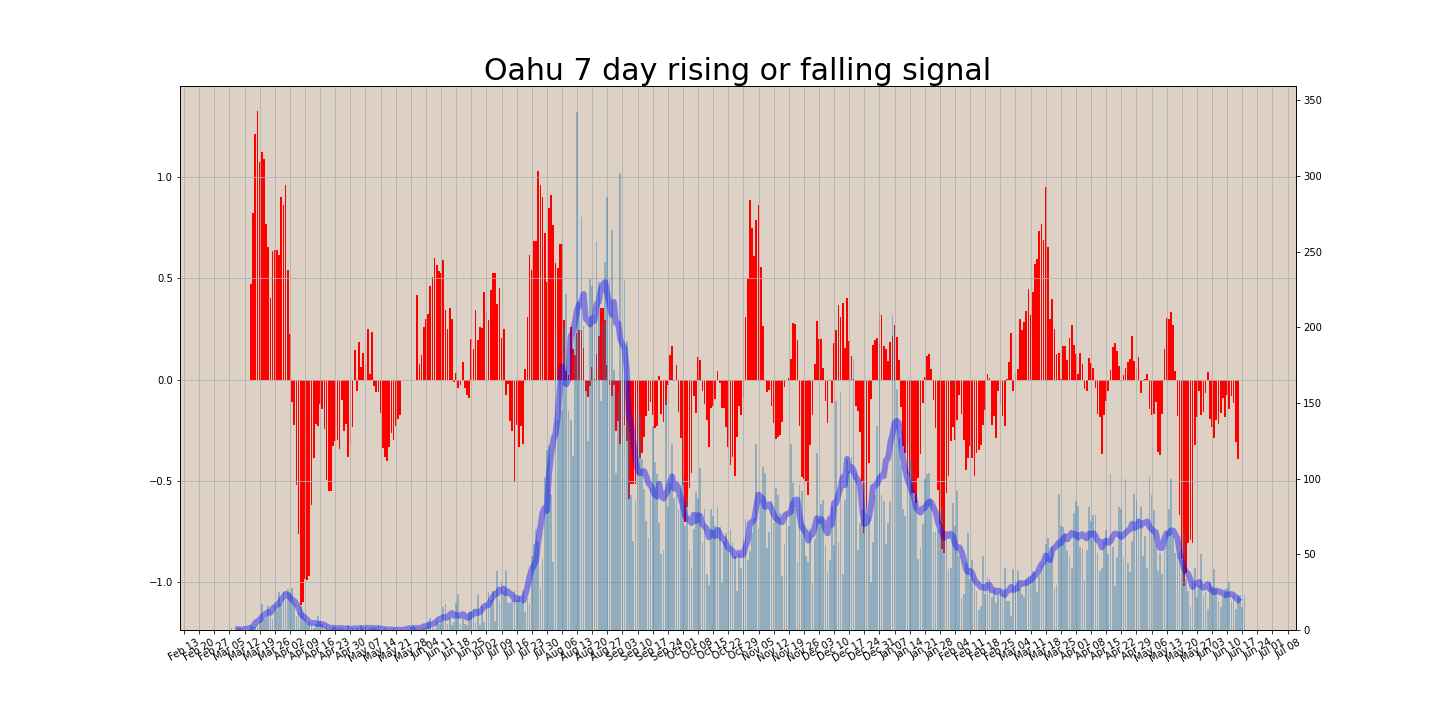 Oahu 7 day rising or falling signal
1.0
0.5
0.0
−0.5
−1.0
350
300
250
200
150
100
50
0
Feb 13
Feb 20
Feb 27
Mar 05
Mar 12
Mar 19
Mar 26
Apr 02
Apr 09
Apr 16
Apr 23
Apr 30
May 07
May 14
May 21
May 28
Jun 04
Jun 11
Jun 18
Jun 25
Jul 02
Jul 09
Jul 16
Jul 23
Jul 30
Aug 06
Aug 13
Aug 20
Aug 27
Sep 03
Sep 10
Sep 17
Sep 24
Oct 01
Oct 08
Oct 15
Oct 22
Oct 29
Nov 05
Nov 12
Nov 19
Nov 26
Dec 03
Dec 10
Dec 17
Dec 24
Dec 31
Jan 07
Jan 14
Jan 21
Jan 28
Feb 04
Feb 11
Feb 18
Feb 25
Mar 04
Mar 11
Mar 18
Mar 25
Apr 01
Apr 08
Apr 15
Apr 22
Apr 29
May 06
May 13
May 20
May 27
Jun 03
Jun 10
Jun 17
Jun 24
Jul 01
Jul 08